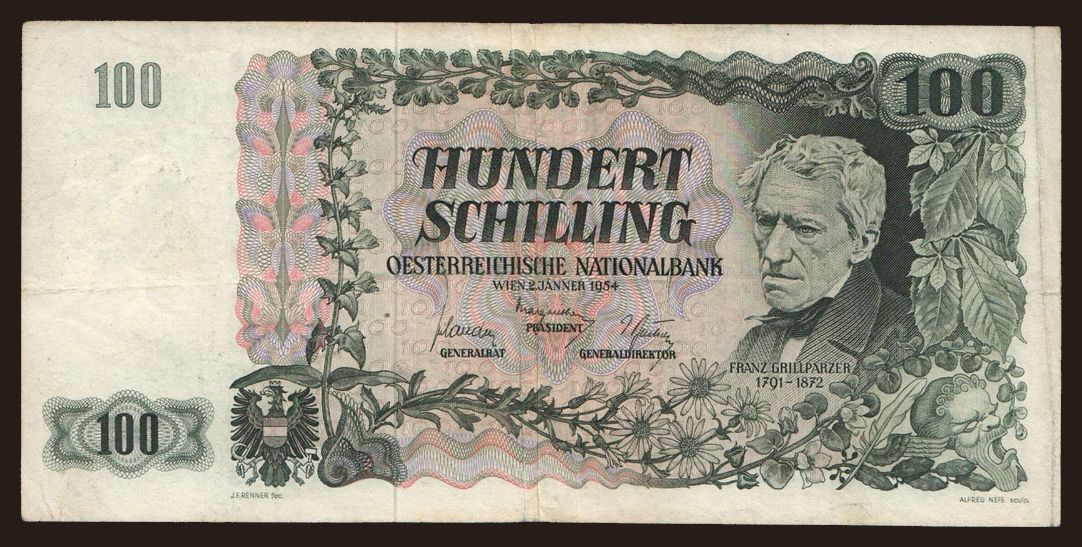 100
100
HUNDERT
SCHILLING
OESTERREICHISCHE NATIONALBANK
WIEN, 2. JÄNNER 1954
PRÄSIDENT
GENERALRAT
GENERALDIREKTOR
FRANZ GRILLPARZER
1791-1872
100
J.F. RENNER fec.
ALFRED NEFE sculp.